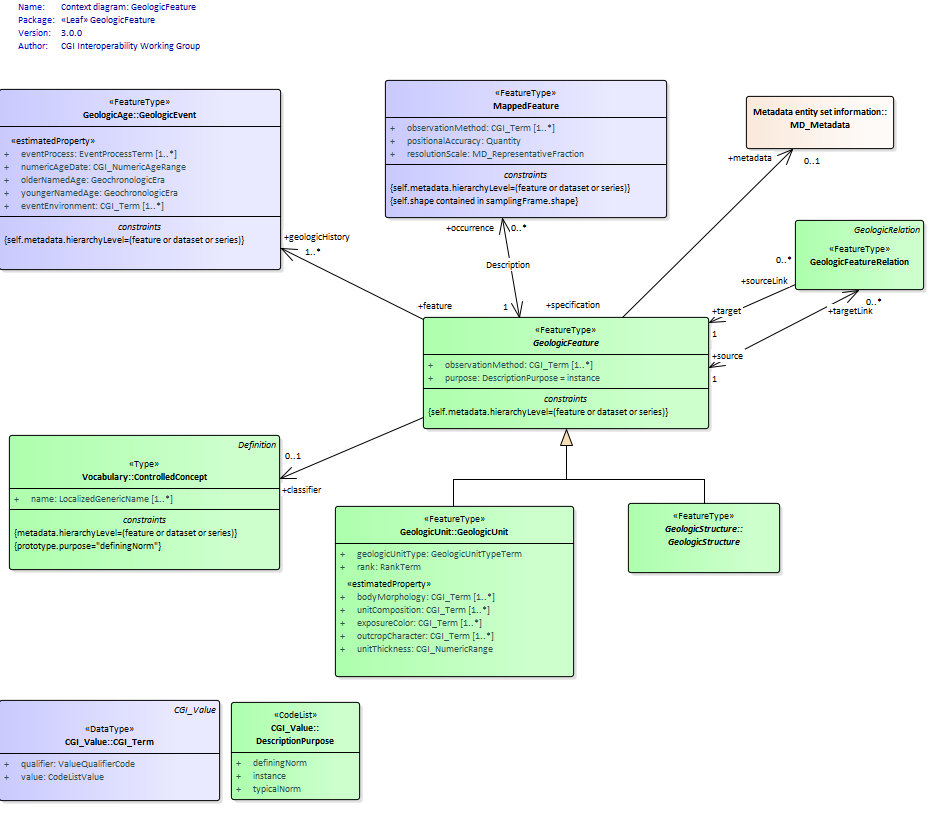 Name: Context diagram: GeologicFeature
Package: «Leaf» GeologicFeature
Version: 3.0.0
Author: CGI Interoperability Working Group
«FeatureType»
GeologicAge::GeologicEvent
«estimatedProperty»
+ eventProcess: EventProcessTerm [1..*]
+ numericAgeDate: CGI_NumericAgeRange
+ olderNamedAge: GeochronologicEra
+ youngerNamedAge: GeochronologicEra
+ eventEnvironment: CGI_Term [1..*]
constraints
{self.metadata.hierarchyLevel=(feature or dataset or series)}
«FeatureType»
MappedFeature
+ observationMethod: CGI_Term [1..*]
+ positionalAccuracy: Quantity
+ resolutionScale: MD_RepresentativeFraction
constraints
{self.metadata.hierarchyLevel=(feature or dataset or series)}
{self.shape contained in samplingFrame.shape}
Metadata entity set information::
MD_Metadata
+metadata
0..1
GeologicRelation
«FeatureType»
GeologicFeatureRelation
0..*
+sourceLink
0..*
+targetLink
+target
1
+source
1
+geologicHistory
1..*
+feature
+occurrence 0..*
Description
1
+specification
«FeatureType»
GeologicFeature
+ observationMethod: CGI_Term [1..*]
+ purpose: DescriptionPurpose = instance
constraints
{self.metadata.hierarchyLevel=(feature or dataset or series)}
0..1
+classifier
Definition
«Type»
Vocabulary::ControlledConcept
+ name: LocalizedGenericName [1..*]
constraints
{metadata.hierarchyLevel=(feature or dataset or series)}
{prototype.purpose="definingNorm"}
«FeatureType»
GeologicUnit::GeologicUnit
+ geologicUnitType: GeologicUnitTypeTerm
+ rank: RankTerm
«estimatedProperty»
+ bodyMorphology: CGI_Term [1..*]
+ unitComposition: CGI_Term [1..*]
+ exposureColor: CGI_Term [1..*]
+ outcropCharacter: CGI_Term [1..*]
+ unitThickness: CGI_NumericRange
«FeatureType»
GeologicStructure::
GeologicStructure
CGI_Value
«DataType»
CGI_Value::CGI_Term
+ qualifier: ValueQualifierCode
+ value: CodeListValue
«CodeList»
CGI_Value::
DescriptionPurpose
+ definingNorm
+ instance
+ typicalNorm